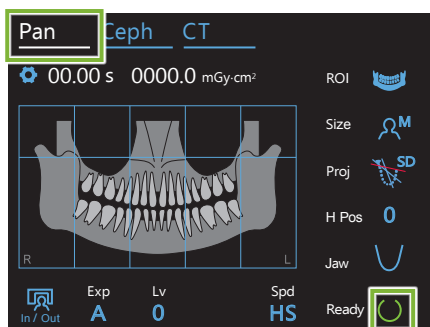 Pan Ceph CT
00.00 s 0000.0 mGy·cm²
ROI
Size M
Proj SD
H Pos 0
R L
Jaw
In / Out
Exp Lv Spd
A 0 HS
Ready